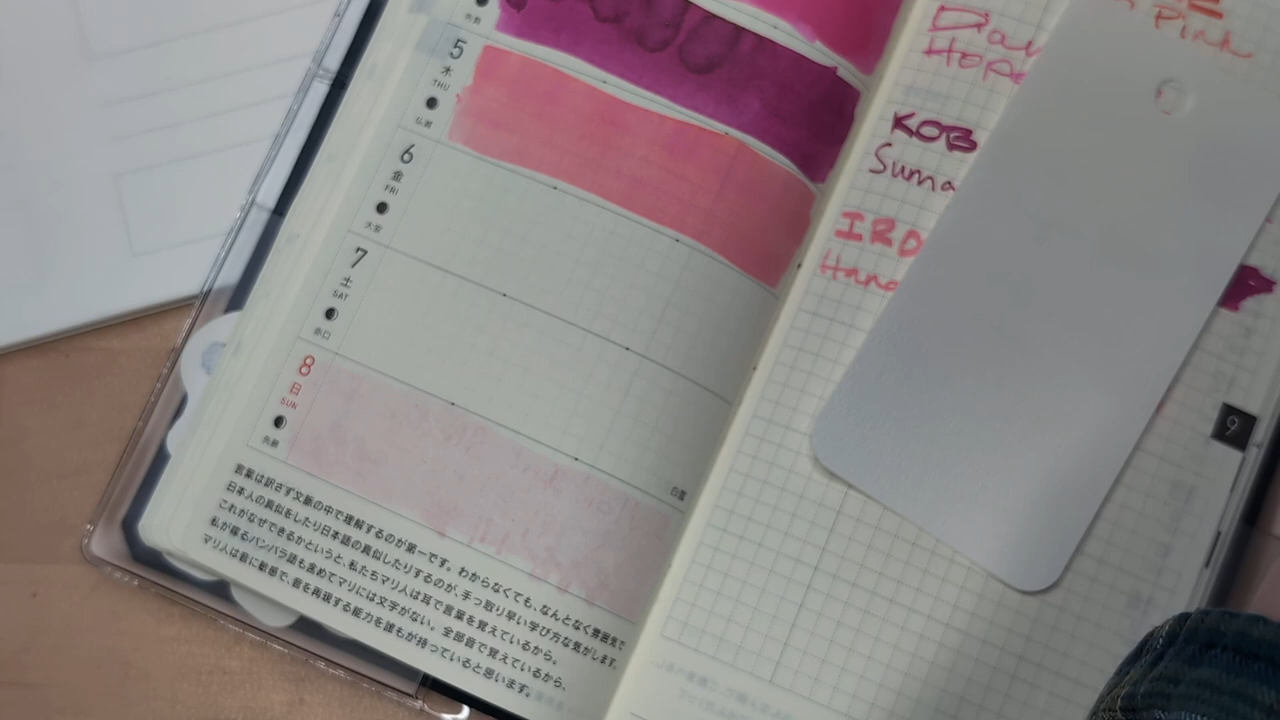 先勝
5
木
THU
仏滅
6
金
FRI
大安
7
土
SAT
赤口
8
日
SUN
先勝
白露
言葉は訳さず文脈の中で理解するのが第一です。わからなくても、なんとなく雰囲気で
日本人の真似をしたり日本語の真似したりするのが、手っ取り早い学び方な気がします。
これがなぜできるかというと、私たちマリ人は耳で言葉を覚えているから。
私が喋るバンバラ語も含めてマリには文字がない。全部音で覚えているから、
マリ人は音に敏感で、音を再現する能力を誰もが持っていると思います。
Pink
Diam
Hope
KOB
Suma
IRO
Hana
9